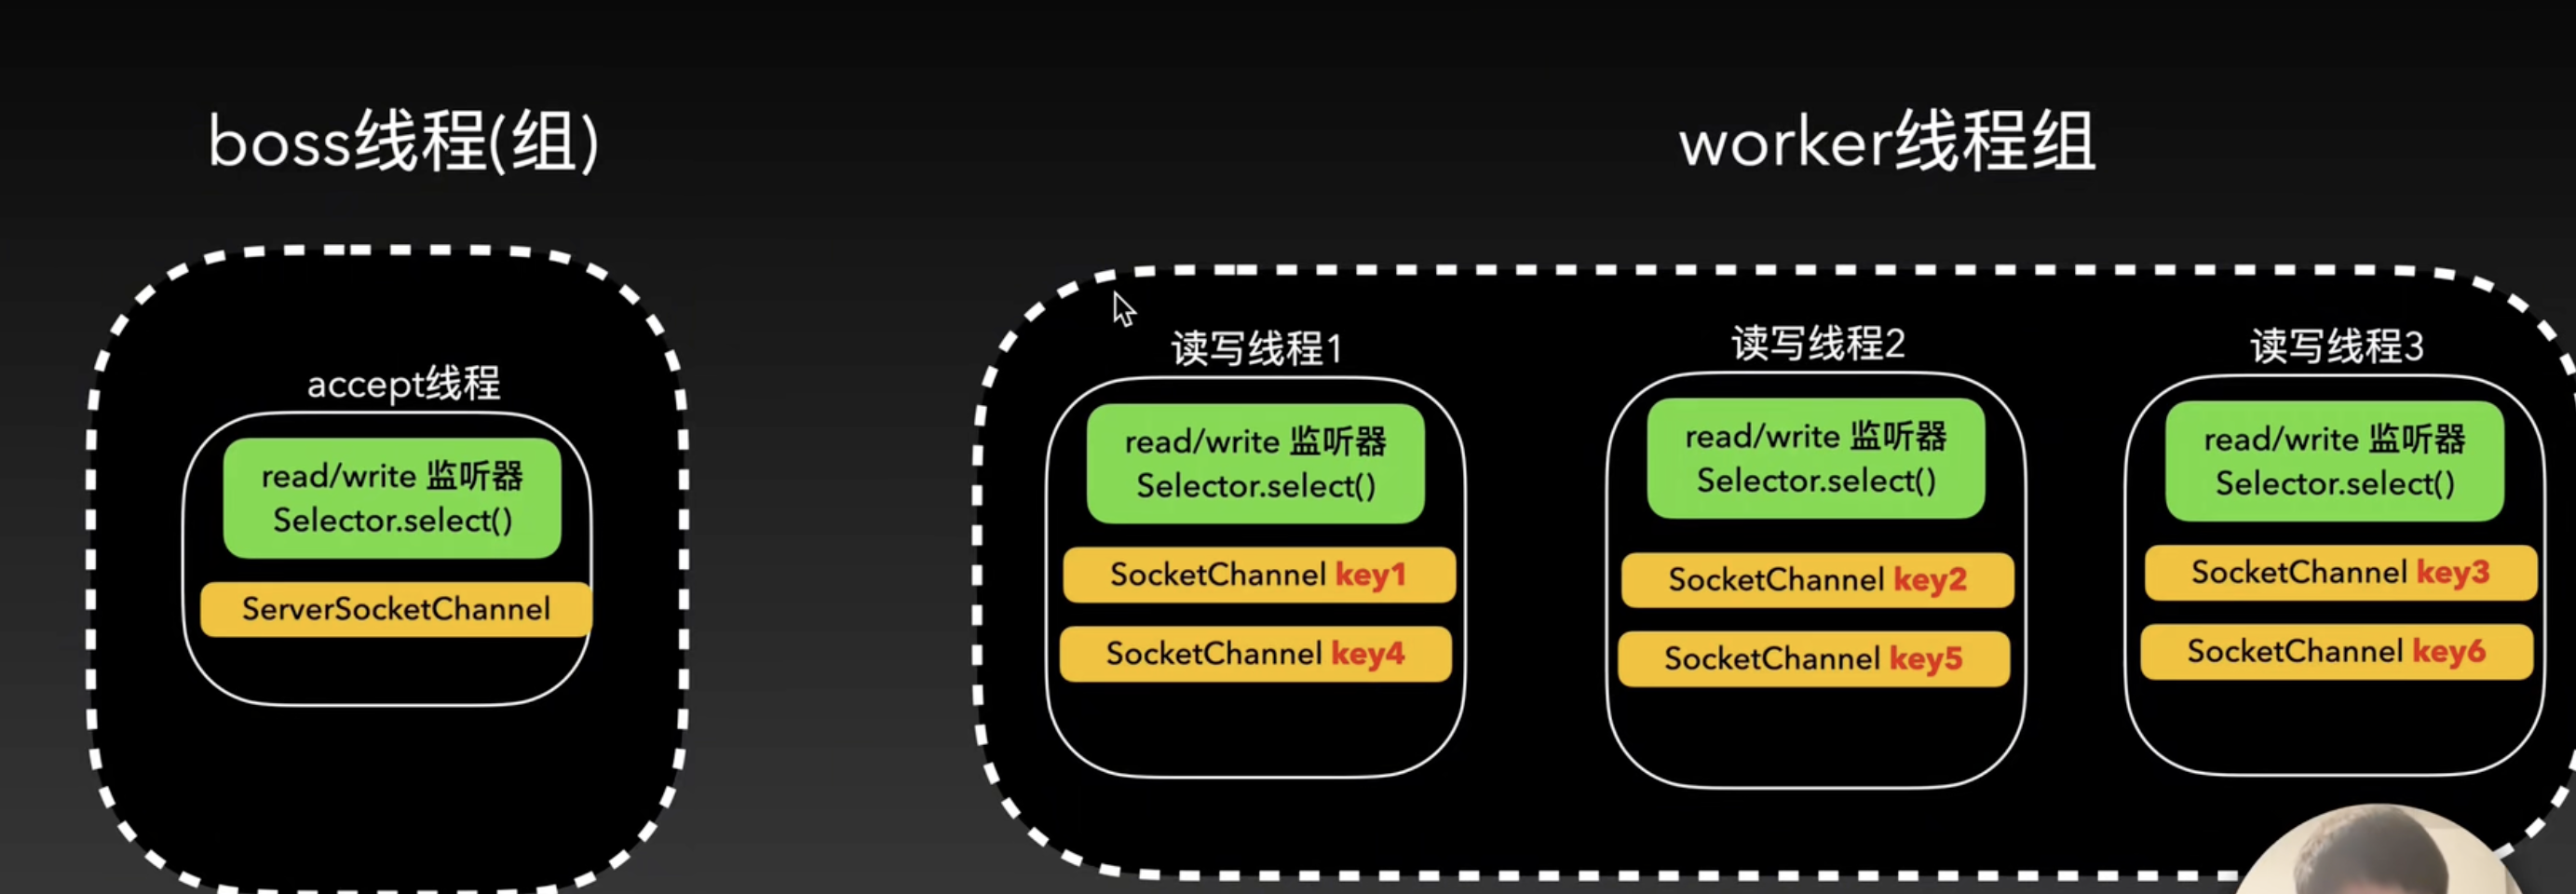 boss线程(组)
worker线程组
accept线程
read/write 监听器
Selector.select()
ServerSocketChannel
读写线程1
read/write 监听器
Selector.select()
SocketChannel key1
SocketChannel key4
读写线程2
read/write 监听器
Selector.select()
SocketChannel key2
SocketChannel key5
读写线程3
read/write 监听器
Selector.select()
SocketChannel key3
SocketChannel key6